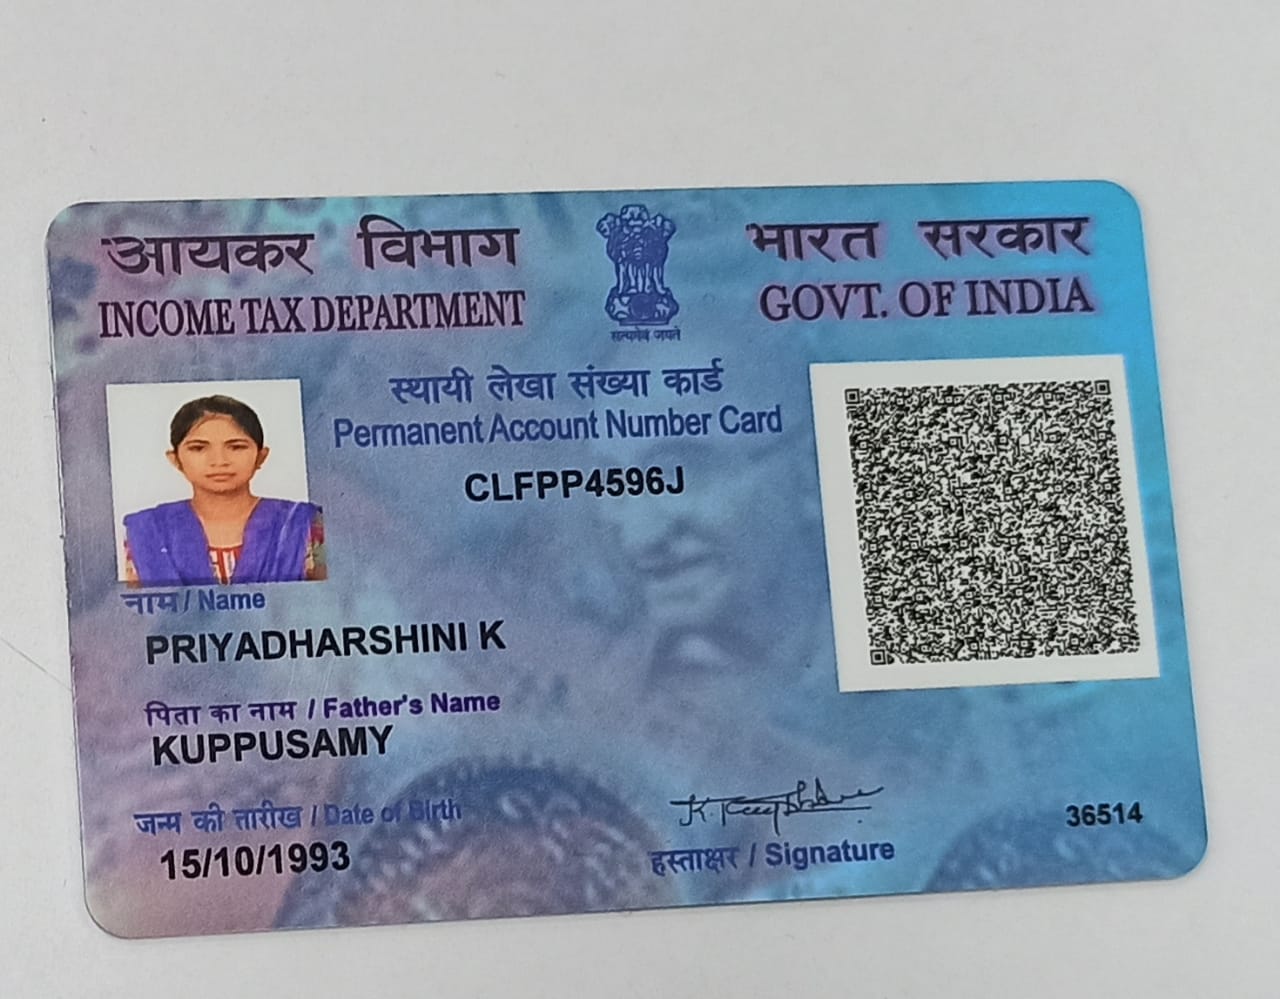 आयकर विभाग
INCOME TAX DEPARTMENT
सत्यमेव जयते
भारत सरकार
GOVT. OF INDIA
स्थायी लेखा संख्या कार्ड
Permanent Account Number Card
CLFPP4596J
नाम / Name
PRIYADHARSHINI K
पिता का नाम / Father's Name
KUPPUSAMY
जन्म की तारीख / Date of Birth
15/10/1993
हस्ताक्षर / Signature
36514